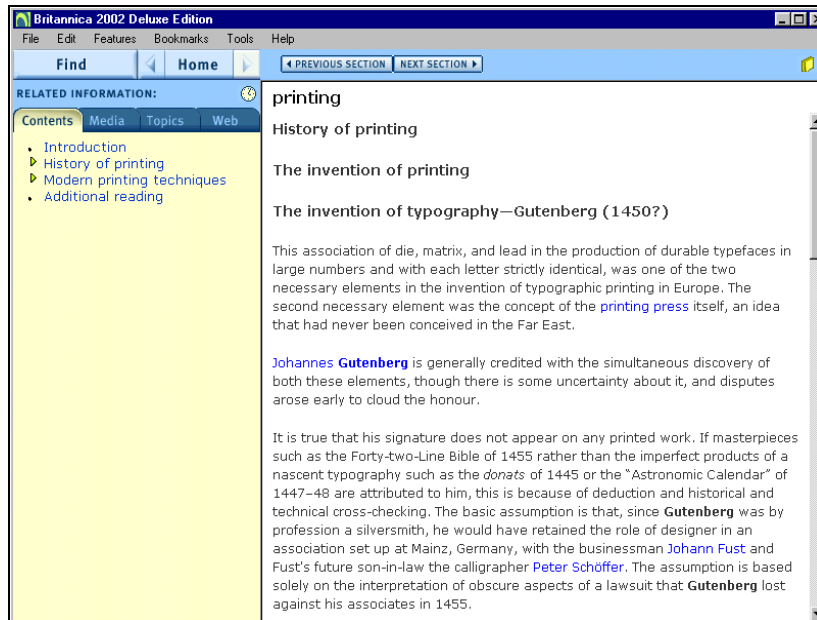 Britannica 2002 Deluxe Edition
File Edit Features Bookmarks Tools Help
Find Home PREVIOUS SECTION NEXT SECTION
RELATED INFORMATION:
Contents Media Topics Web
Introduction
History of printing
Modern printing techniques
Additional reading
printing
History of printing
The invention of printing
The invention of typography—Gutenberg (1450?)
This association of die, matrix, and lead in the production of durable typefaces in
large numbers and with each letter strictly identical, was one of the two
necessary elements in the invention of typographic printing in Europe. The
second necessary element was the concept of the printing press itself, an idea
that had never been conceived in the Far East.
Johannes Gutenberg is generally credited with the simultaneous discovery of
both these elements, though there is some uncertainty about it, and disputes
arose early to cloud the honour.
It is true that his signature does not appear on any printed work. If masterpieces
such as the Forty-two-Line Bible of 1455 rather than the imperfect products of a
nascent typography such as the donats of 1445 or the “Astronomic Calendar” of
1447–48 are attributed to him, this is because of deduction and historical and
technical cross-checking. The basic assumption is that, since Gutenberg was by
profession a silversmith, he would have retained the role of designer in an
association set up at Mainz, Germany, with the businessman Johann Fust and
Fust's future son-in-law the calligrapher Peter Schöffer. The assumption is based
solely on the interpretation of obscure aspects of a lawsuit that Gutenberg lost
against his associates in 1455.